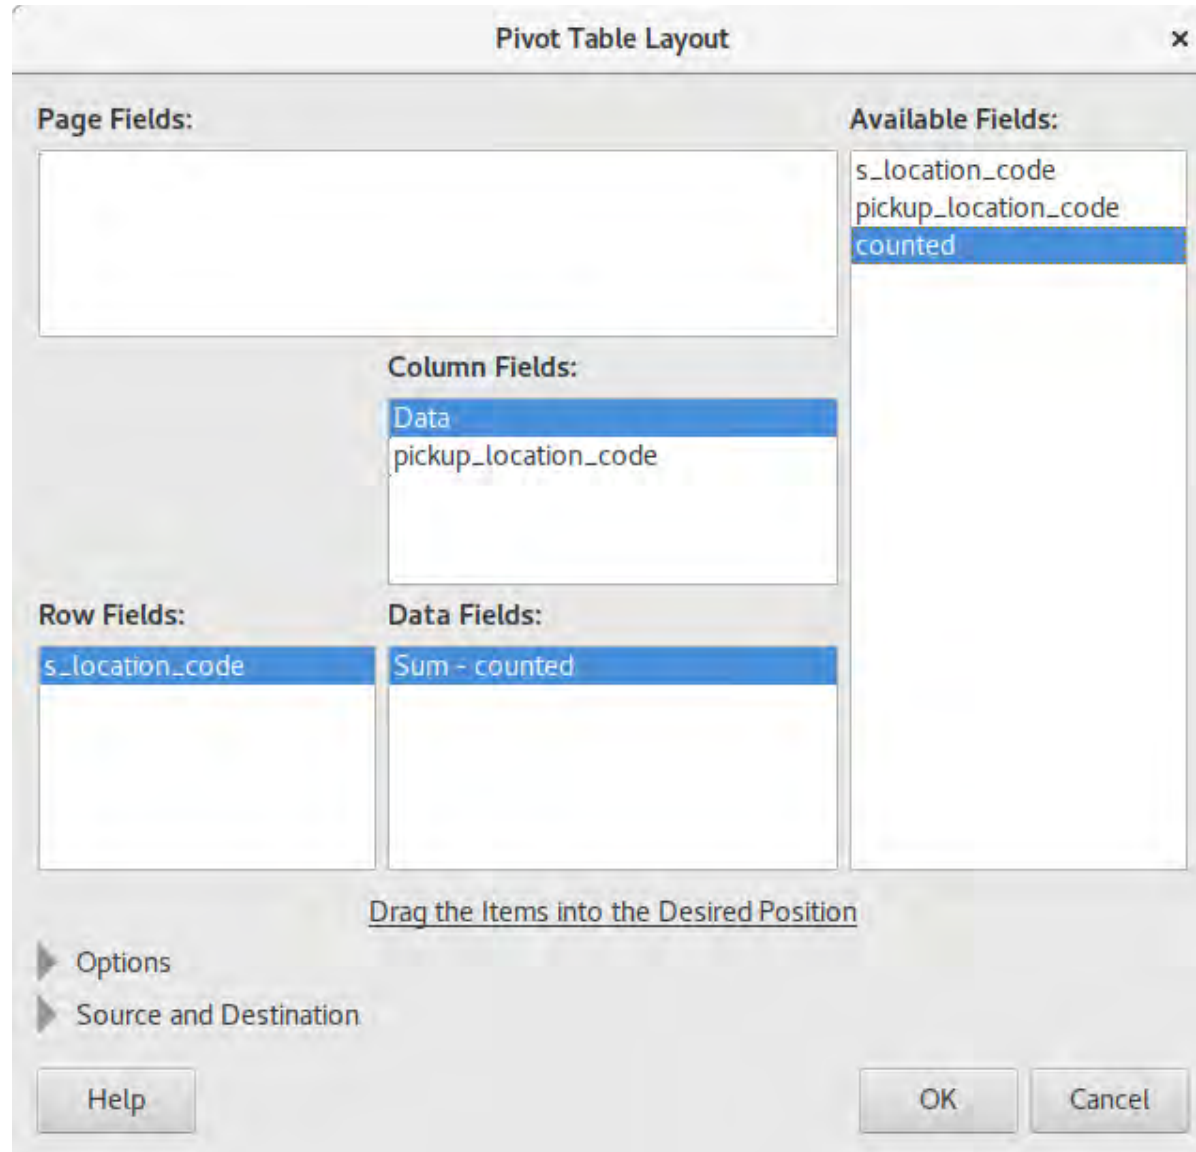 Pivot Table Layout
Page Fields:
Available Fields:
s_location_code
pickup_location_code
counted
Column Fields:
Data
pickup_location_code
Row Fields:
Data Fields:
s_location_code
Sum - counted
Drag the Items into the Desired Position
Options
Source and Destination
Help
OK
Cancel